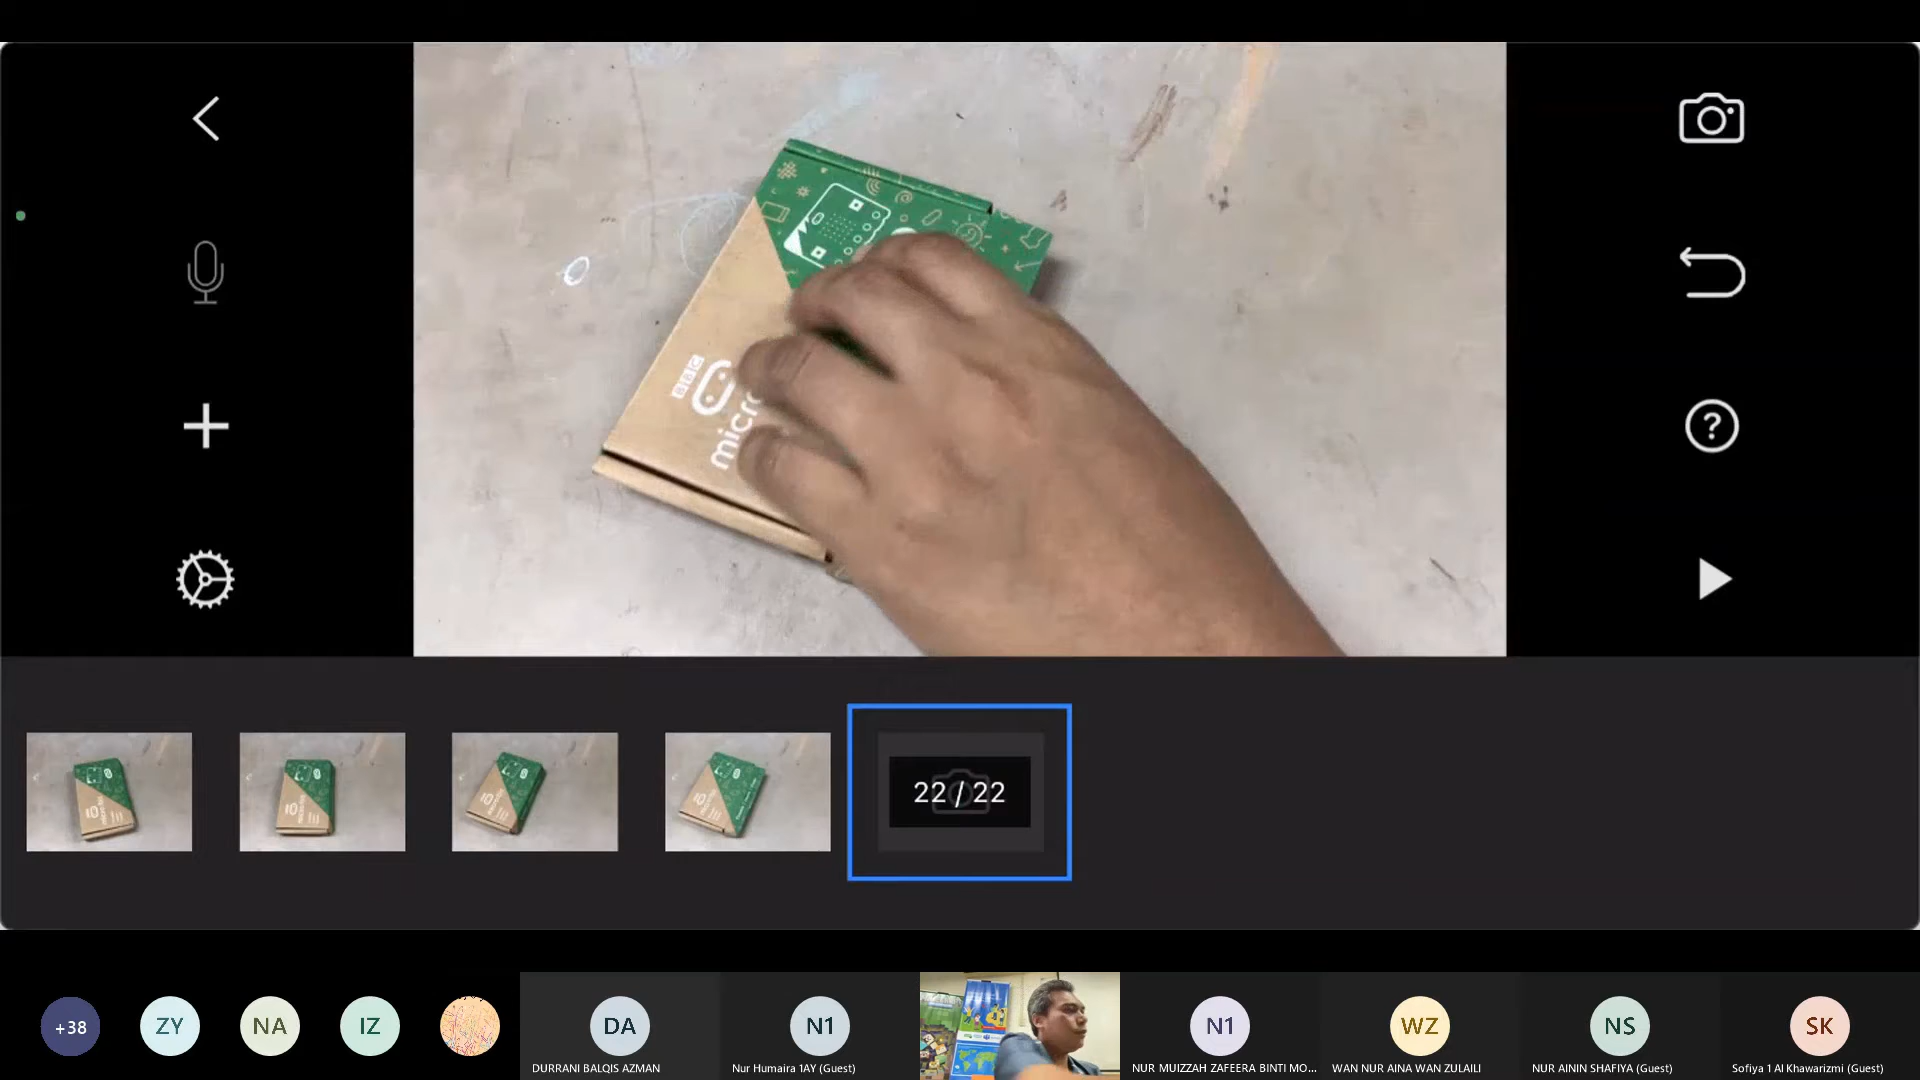 BBC
micro
22 / 22
+38
ZY
NA
IZ
DA
DURRANI BALQIS AZMAN
N1
Nur Humaira 1AY (Guest)
N1
NUR MUIZZAH ZAFEERA BINTI MO...
WZ
WAN NUR AINA WAN ZULAILI
NS
NUR AININ SHAFIYA (Guest)
SK
Sofiya 1 Al Khawarizmi (Guest)